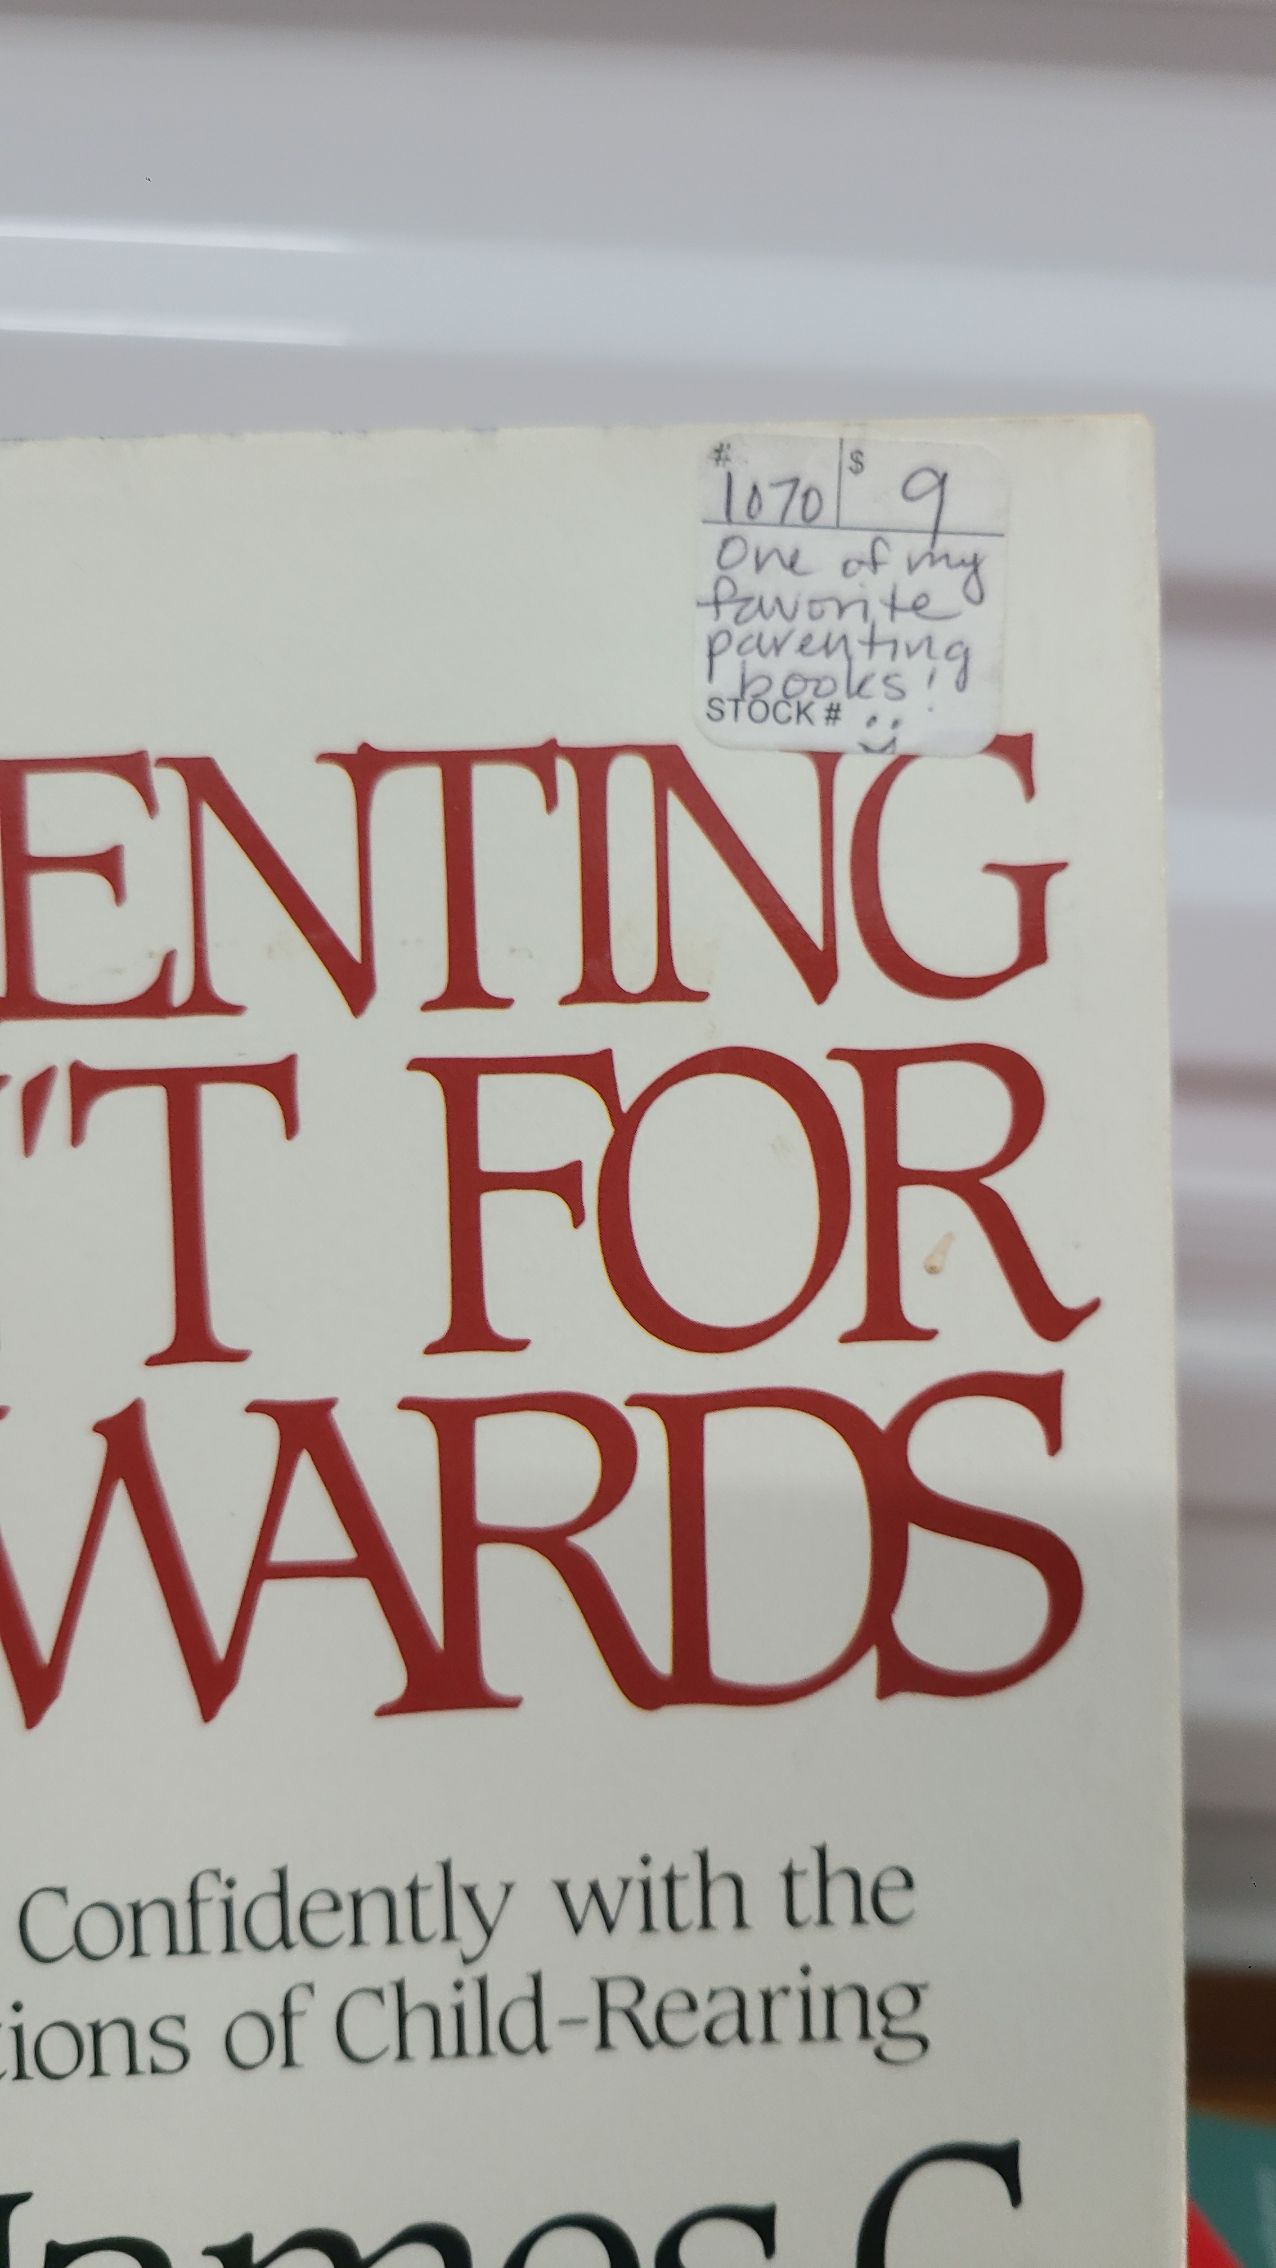 # 1070 $ 9
One of my
favorite
parenting
books!
STOCK #
ENTING
'T FOR
WARDS
Confidently with the
tions of Child-Rearing
James C